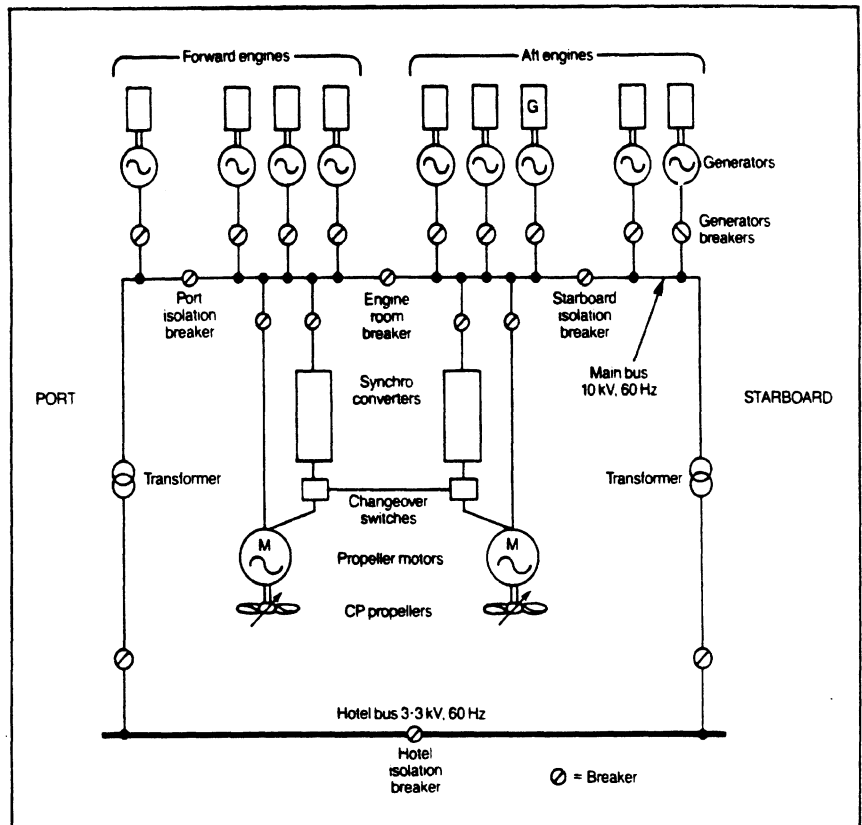 Forward engines
Aft engines
G
Generators
Generators
breakers
Port
isolation
breaker
Engine
room
breaker
Starboard
isolation
breaker
Main bus
10 kV, 60 Hz
PORT
Synchro
converters
STARBOARD
Transformer
Transformer
Changeover
switches
M
Propeller motors
M
CP propellers
Hotel bus 3·3 kV, 60 Hz
Hotel
isolation
breaker
= Breaker